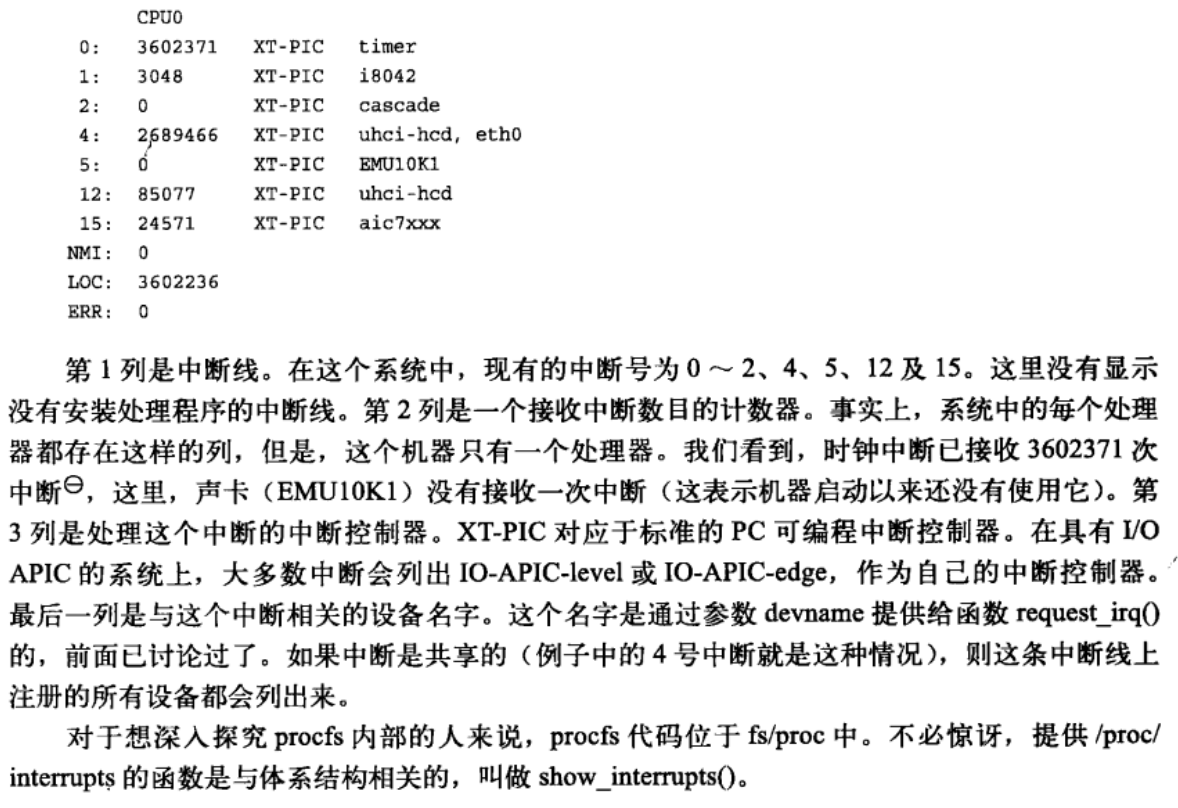 CPU0
0: 3602371 XT-PIC timer
1: 3048 XT-PIC i8042
2: 0 XT-PIC cascade
4: 2689466 XT-PIC uhci-hcd, eth0
5: 0 XT-PIC EMU10K1
12: 85077 XT-PIC uhci-hcd
15: 24571 XT-PIC aic7xxx
NMI: 0
LOC: 3602236
ERR: 0
第 1 列是中断线。在这个系统中，现有的中断号为 0 ～ 2、4、5、12 及 15。这里没有显示
没有安装处理程序的中断线。第 2 列是一个接收中断数目的计数器。事实上，系统中的每个处理
器都存在这样的列，但是，这个机器只有一个处理器。我们看到，时钟中断已接收 3602371 次
中断㊀，这里，声卡（EMU10K1）没有接收一次中断（这表示机器启动以来还没有使用它）。第
3 列是处理这个中断的中断控制器。XT-PIC 对应于标准的 PC 可编程中断控制器。在具有 I/O
APIC 的系统上，大多数中断会列出 IO-APIC-level 或 IO-APIC-edge，作为自己的中断控制器。
最后一列是与这个中断相关的设备名字。这个名字是通过参数 devname 提供给函数 request_irq()
的，前面已讨论过了。如果中断是共享的（例子中的 4 号中断就是这种情况），则这条中断线上
注册的所有设备都会列出来。
对于想深入探究 procfs 内部的人来说，procfs 代码位于 fs/proc 中。不必惊讶，提供 /proc/
interrupts 的函数是与体系结构相关的，叫做 show_interrupts()。